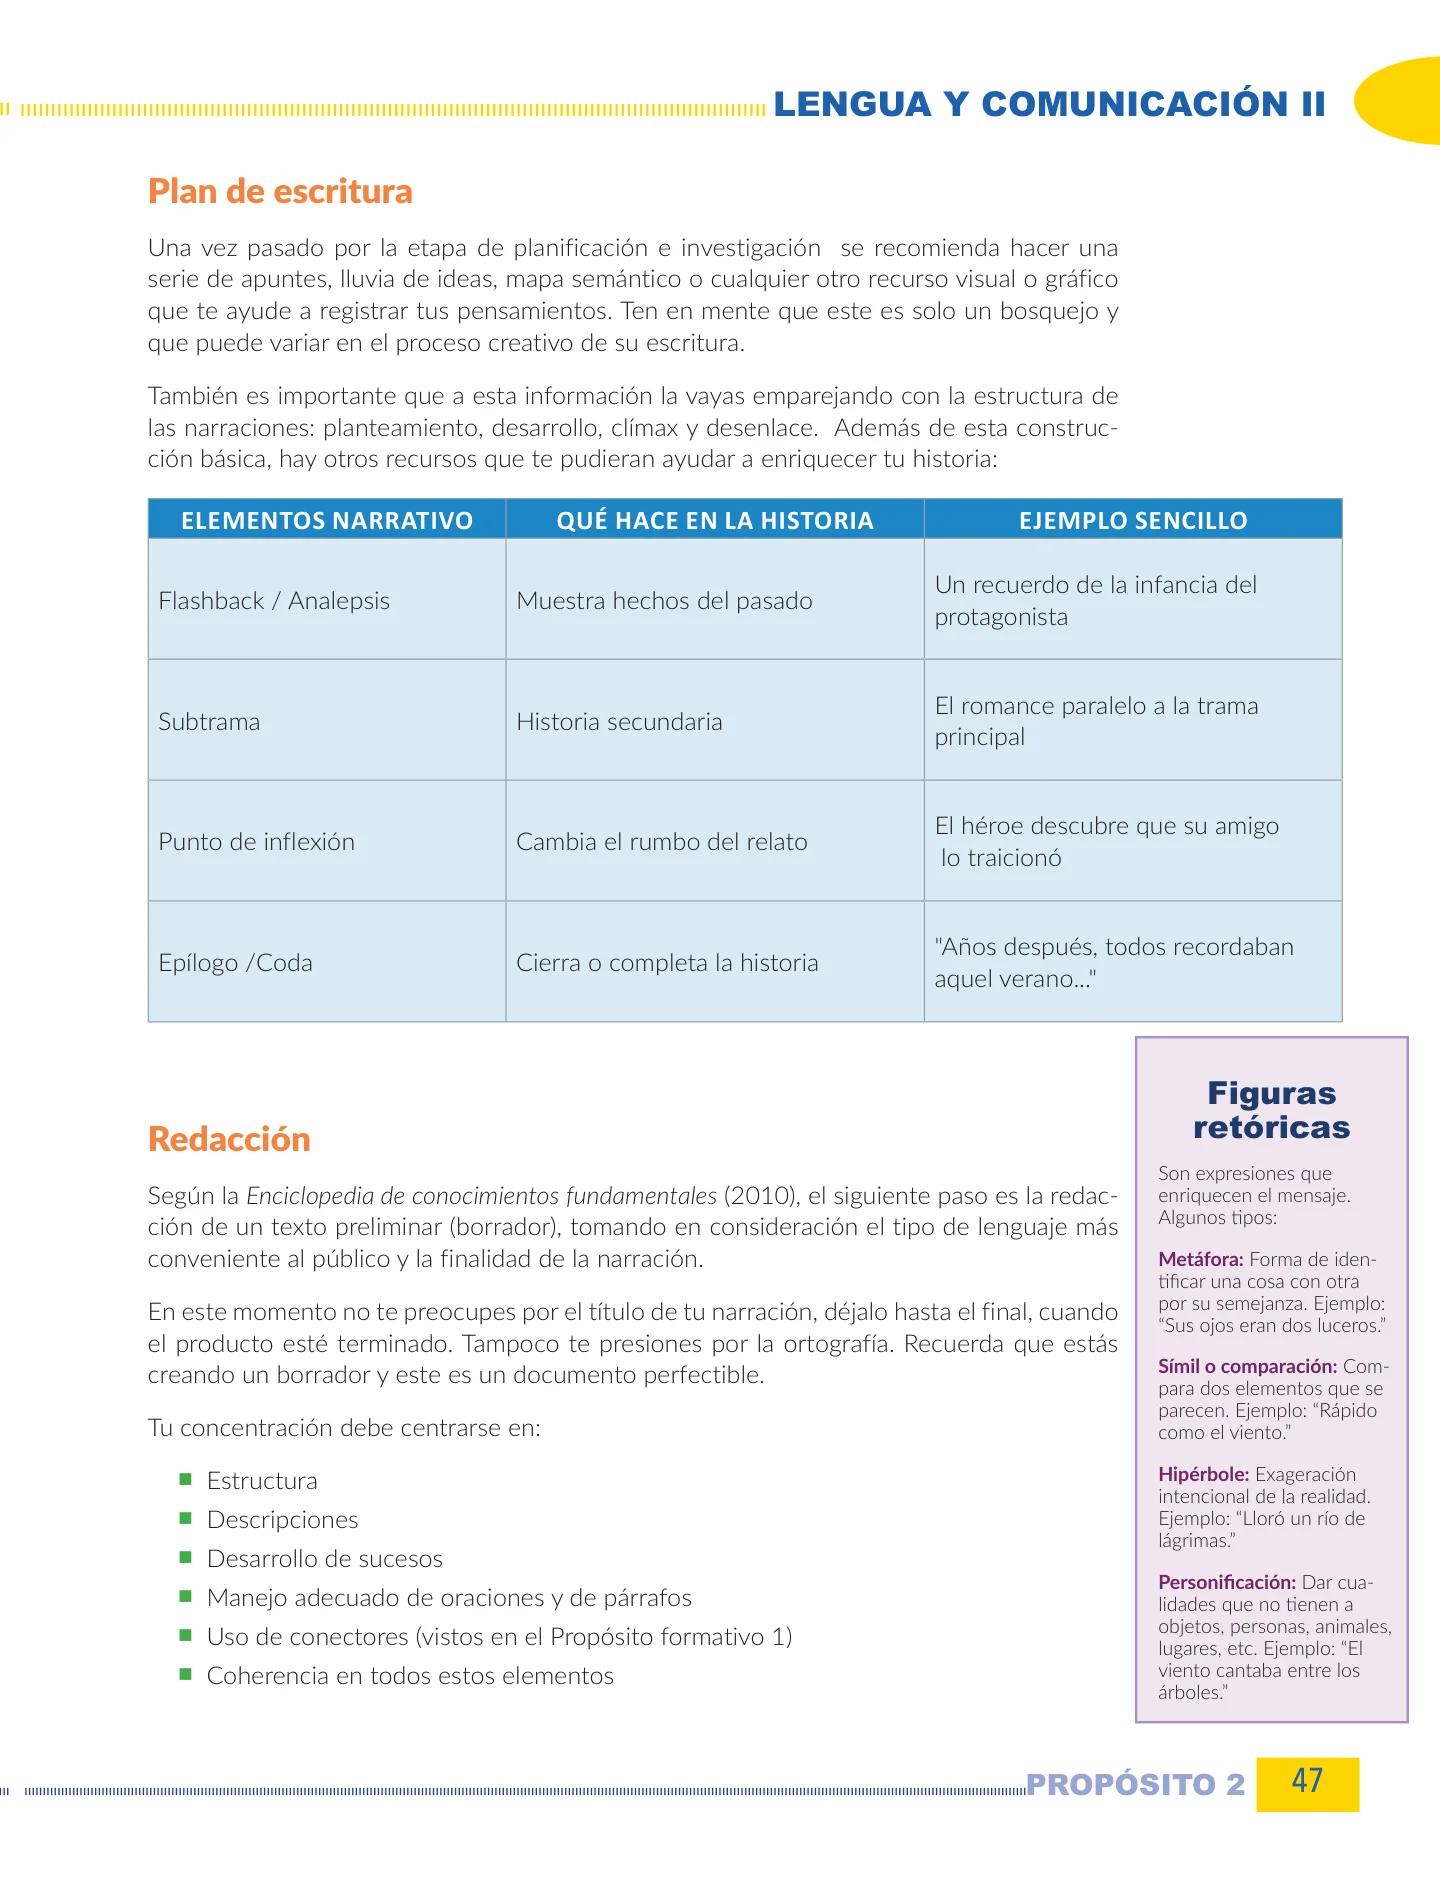 LENGUA Y COMUNICACIÓN II
Plan de escritura
Una vez pasado por la etapa de planificación e investigación  se recomienda hacer una
serie de apuntes, lluvia de ideas, mapa semántico o cualquier otro recurso visual o gráfico
que te ayude a registrar tus pensamientos. Ten en mente que este es solo un bosquejo y
que puede variar en el proceso creativo de su escritura.
También es importante que a esta información la vayas emparejando con la estructura de
las narraciones: planteamiento, desarrollo, clímax y desenlace.  Además de esta construc-
ción básica, hay otros recursos que te pudieran ayudar a enriquecer tu historia:
ELEMENTOS NARRATIVO
QUÉ HACE EN LA HISTORIA
EJEMPLO SENCILLO
Flashback / Analepsis
Muestra hechos del pasado
Un recuerdo de la infancia del
protagonista
Subtrama
Historia secundaria
El romance paralelo a la trama
principal
Punto de inflexión
Cambia el rumbo del relato
El héroe descubre que su amigo
lo traicionó
Epílogo /Coda
Cierra o completa la historia
"Años después, todos recordaban
aquel verano..."
Redacción
Según la Enciclopedia de conocimientos fundamentales (2010), el siguiente paso es la redac-
ción de un texto preliminar (borrador), tomando en consideración el tipo de lenguaje más
conveniente al público y la finalidad de la narración.
En este momento no te preocupes por el título de tu narración, déjalo hasta el final, cuando
el producto esté terminado. Tampoco te presiones por la ortografía. Recuerda que estás
creando un borrador y este es un documento perfectible.
Tu concentración debe centrarse en:
Estructura
Descripciones
Desarrollo de sucesos
Manejo adecuado de oraciones y de párrafos
Uso de conectores (vistos en el Propósito formativo 1)
Coherencia en todos estos elementos
Figuras
retóricas
Son expresiones que
enriquecen el mensaje.
Algunos tipos:
Metáfora: Forma de iden-
tificar una cosa con otra
por su semejanza. Ejemplo:
“Sus ojos eran dos luceros.”
Símil o comparación: Com-
para dos elementos que se
parecen. Ejemplo: “Rápido
como el viento.”
Hipérbole: Exageración
intencional de la realidad.
Ejemplo: “Lloró un río de
lágrimas.”
Personificación: Dar cua-
lidades que no tienen a
objetos, personas, animales,
lugares, etc. Ejemplo: “El
viento cantaba entre los
árboles.”
PROPÓSITO 2
47